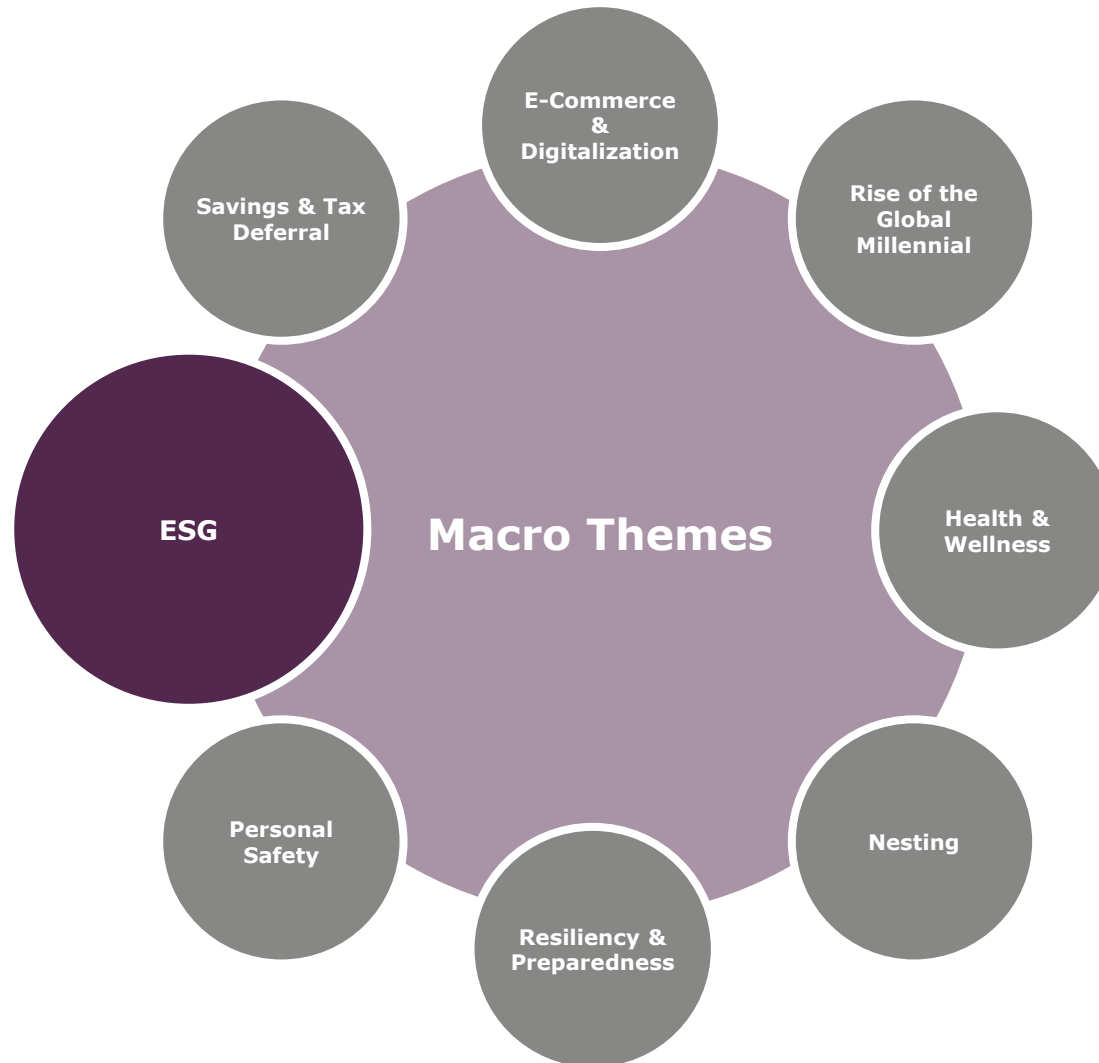 E-Commerce
&
Digitalization
Savings & Tax
Deferral
Rise of the
Global
Millennial
ESG
Macro Themes
Health &
Wellness
Personal
Safety
Nesting
Resiliency &
Preparedness